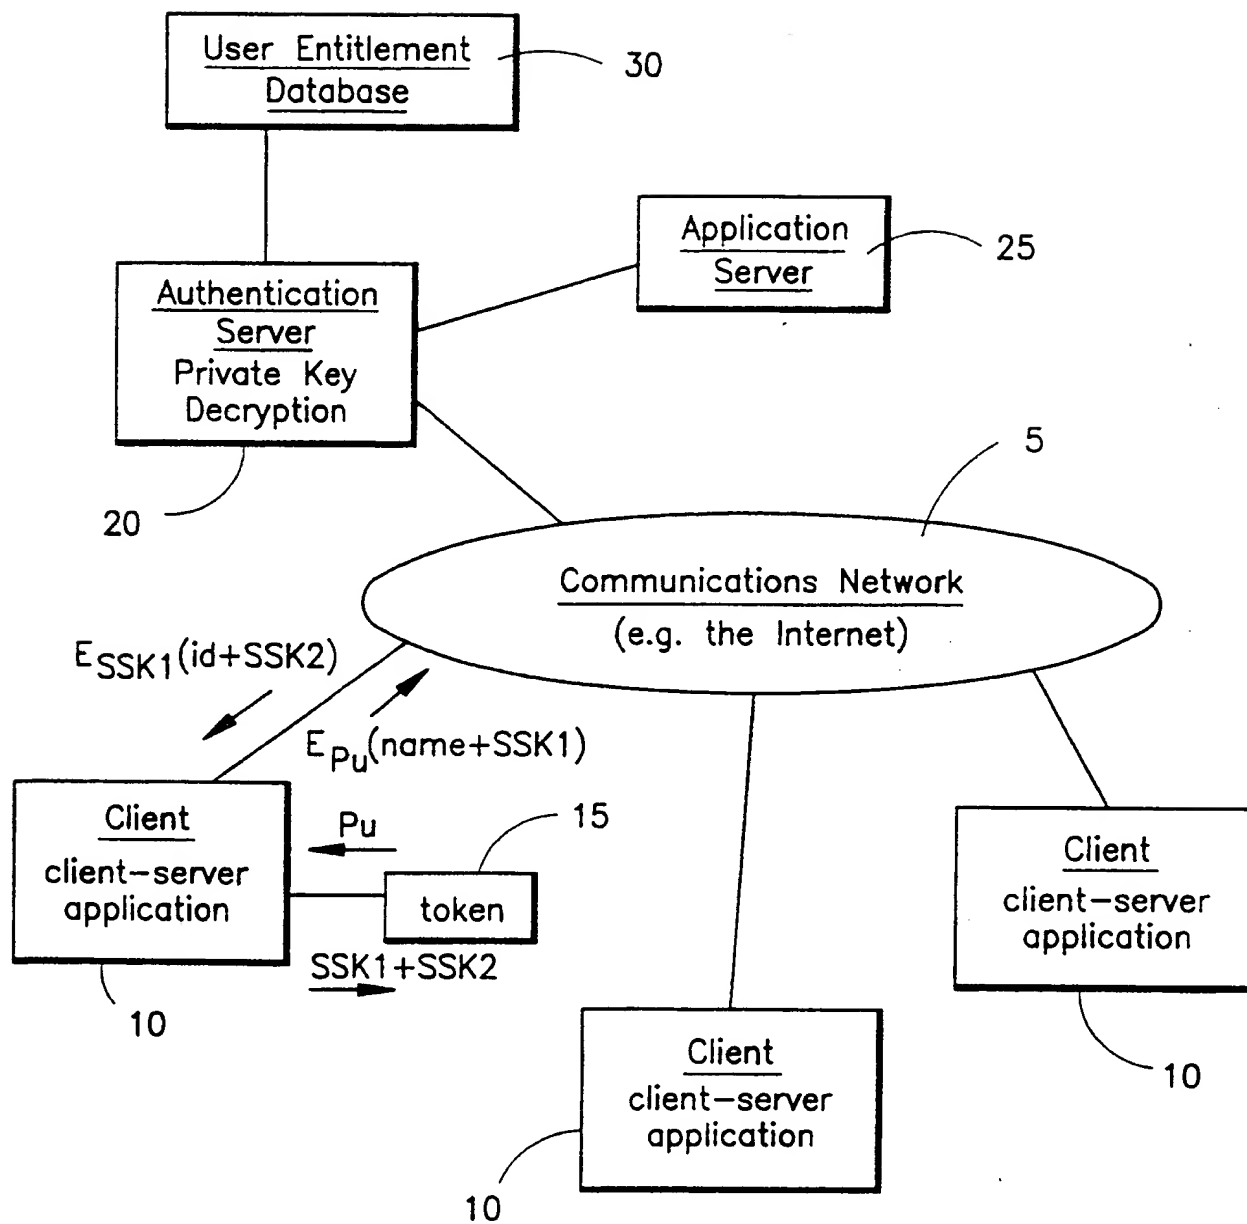 User Entitlement
Database
30
Application
Server
25
Authentication
Server
Private Key
Decryption
20
5
Communications Network
(e.g. the Internet)
E_SSK1(id+SSK2)
E_Pu(name+SSK1)
Client
client-server
application
10
Pu
15
token
SSK1+SSK2
Client
client-server
application
10
Client
client-server
application
10